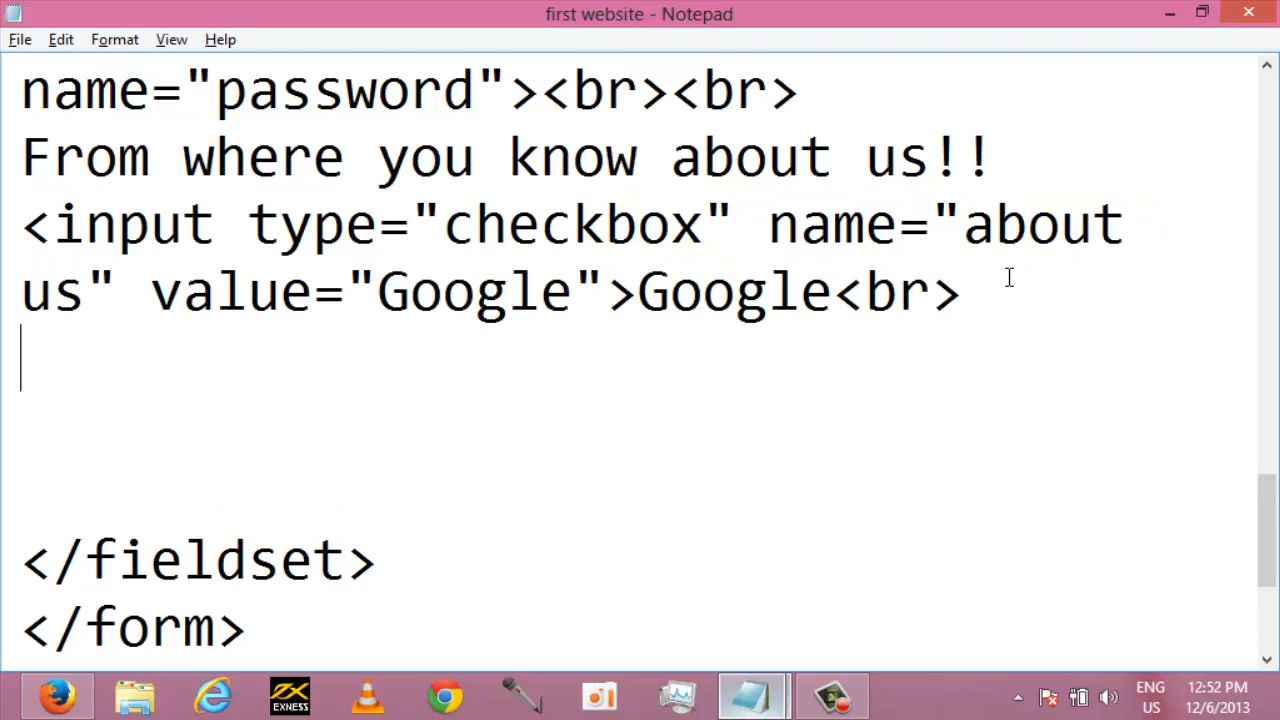 first website - Notepad
File Edit Format View Help
name="password"><br><br>
From where you know about us!!
<input type="checkbox" name="about
us" value="Google">Google<br>
</fieldset>
</form>
EXNESS
ENG 12:52 PM
US 12/6/2013